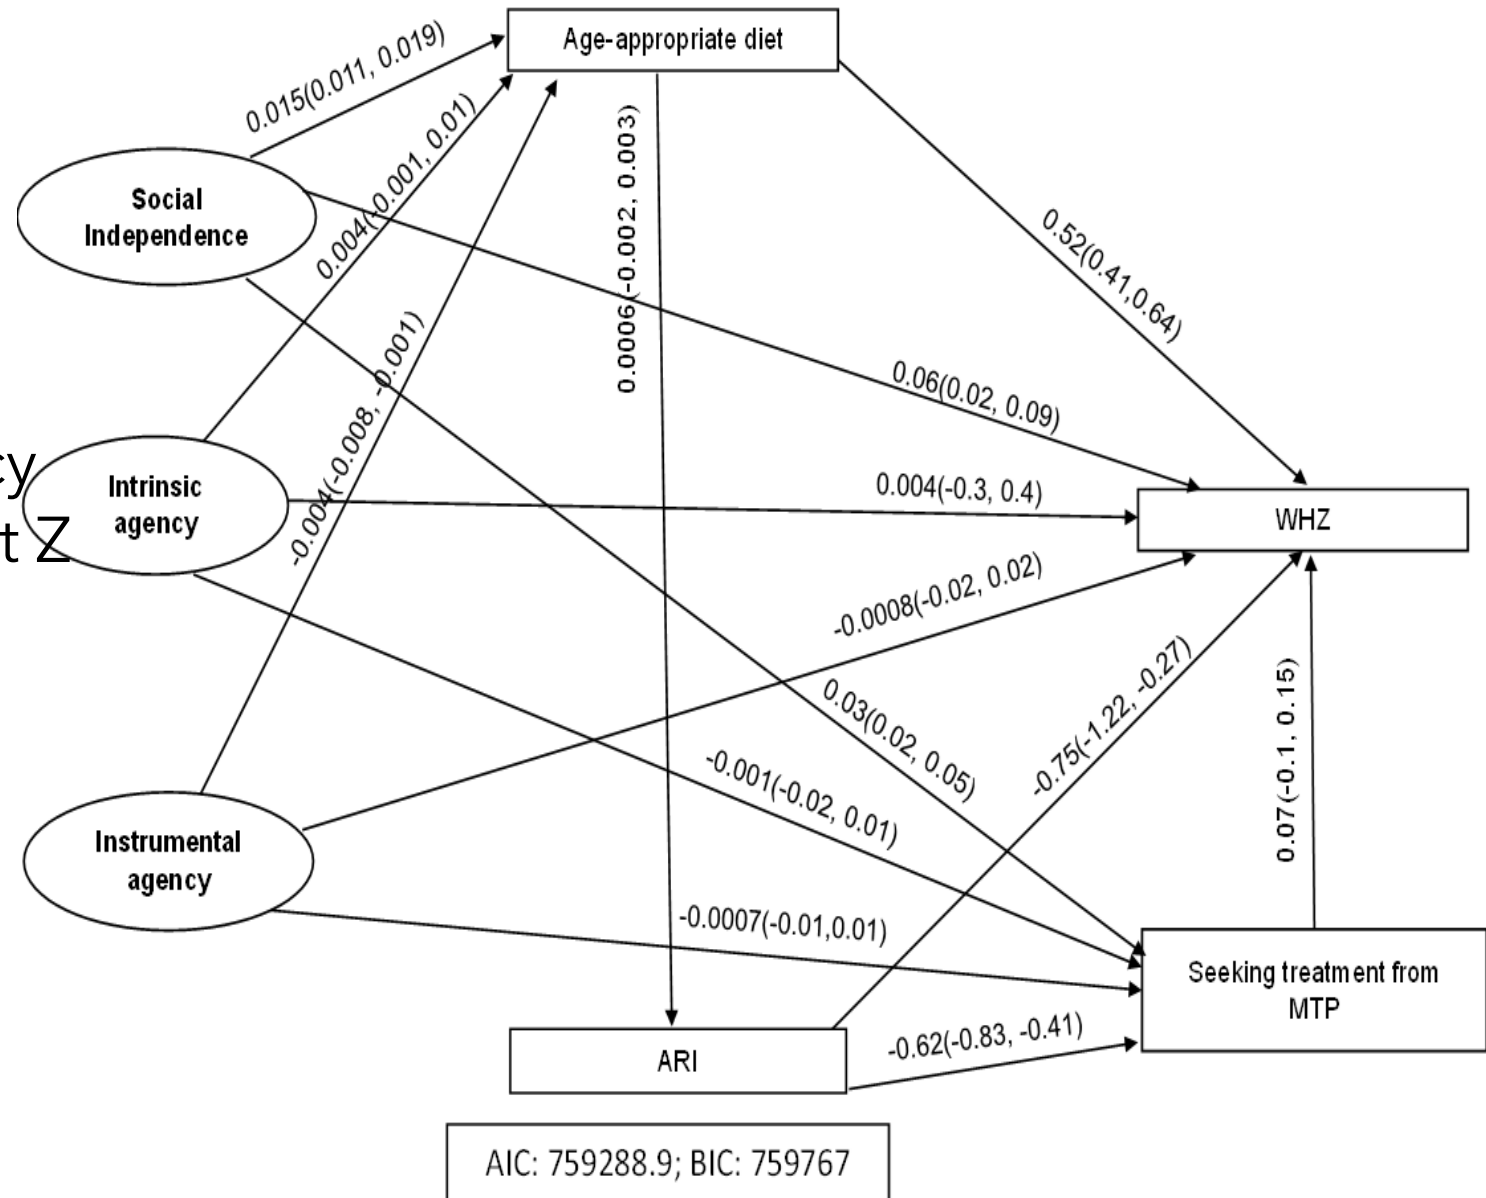 Age-appropriate diet
0.015(0.011, 0.019)
0.004(-0.001, 0.01)
0.0006(-0.002, 0.003)
Social
Independence
0.52(0.41,0.64)
0.06(0.02, 0.09)
-0.004(-0.008, -0.001)
cy
t Z
Intrinsic
agency
0.004(-0.3, 0.4)
WHZ
-0.0008(-0.02, 0.02)
0.03(0.02, 0.05)
-0.75(-1.22, -0.27)
0.07(-0.1, 0.15)
-0.001(-0.02, 0.01)
Instrumental
agency
-0.0007(-0.01,0.01)
Seeking treatment from
MTP
ARI
-0.62(-0.83, -0.41)
AIC: 759288.9; BIC: 759767